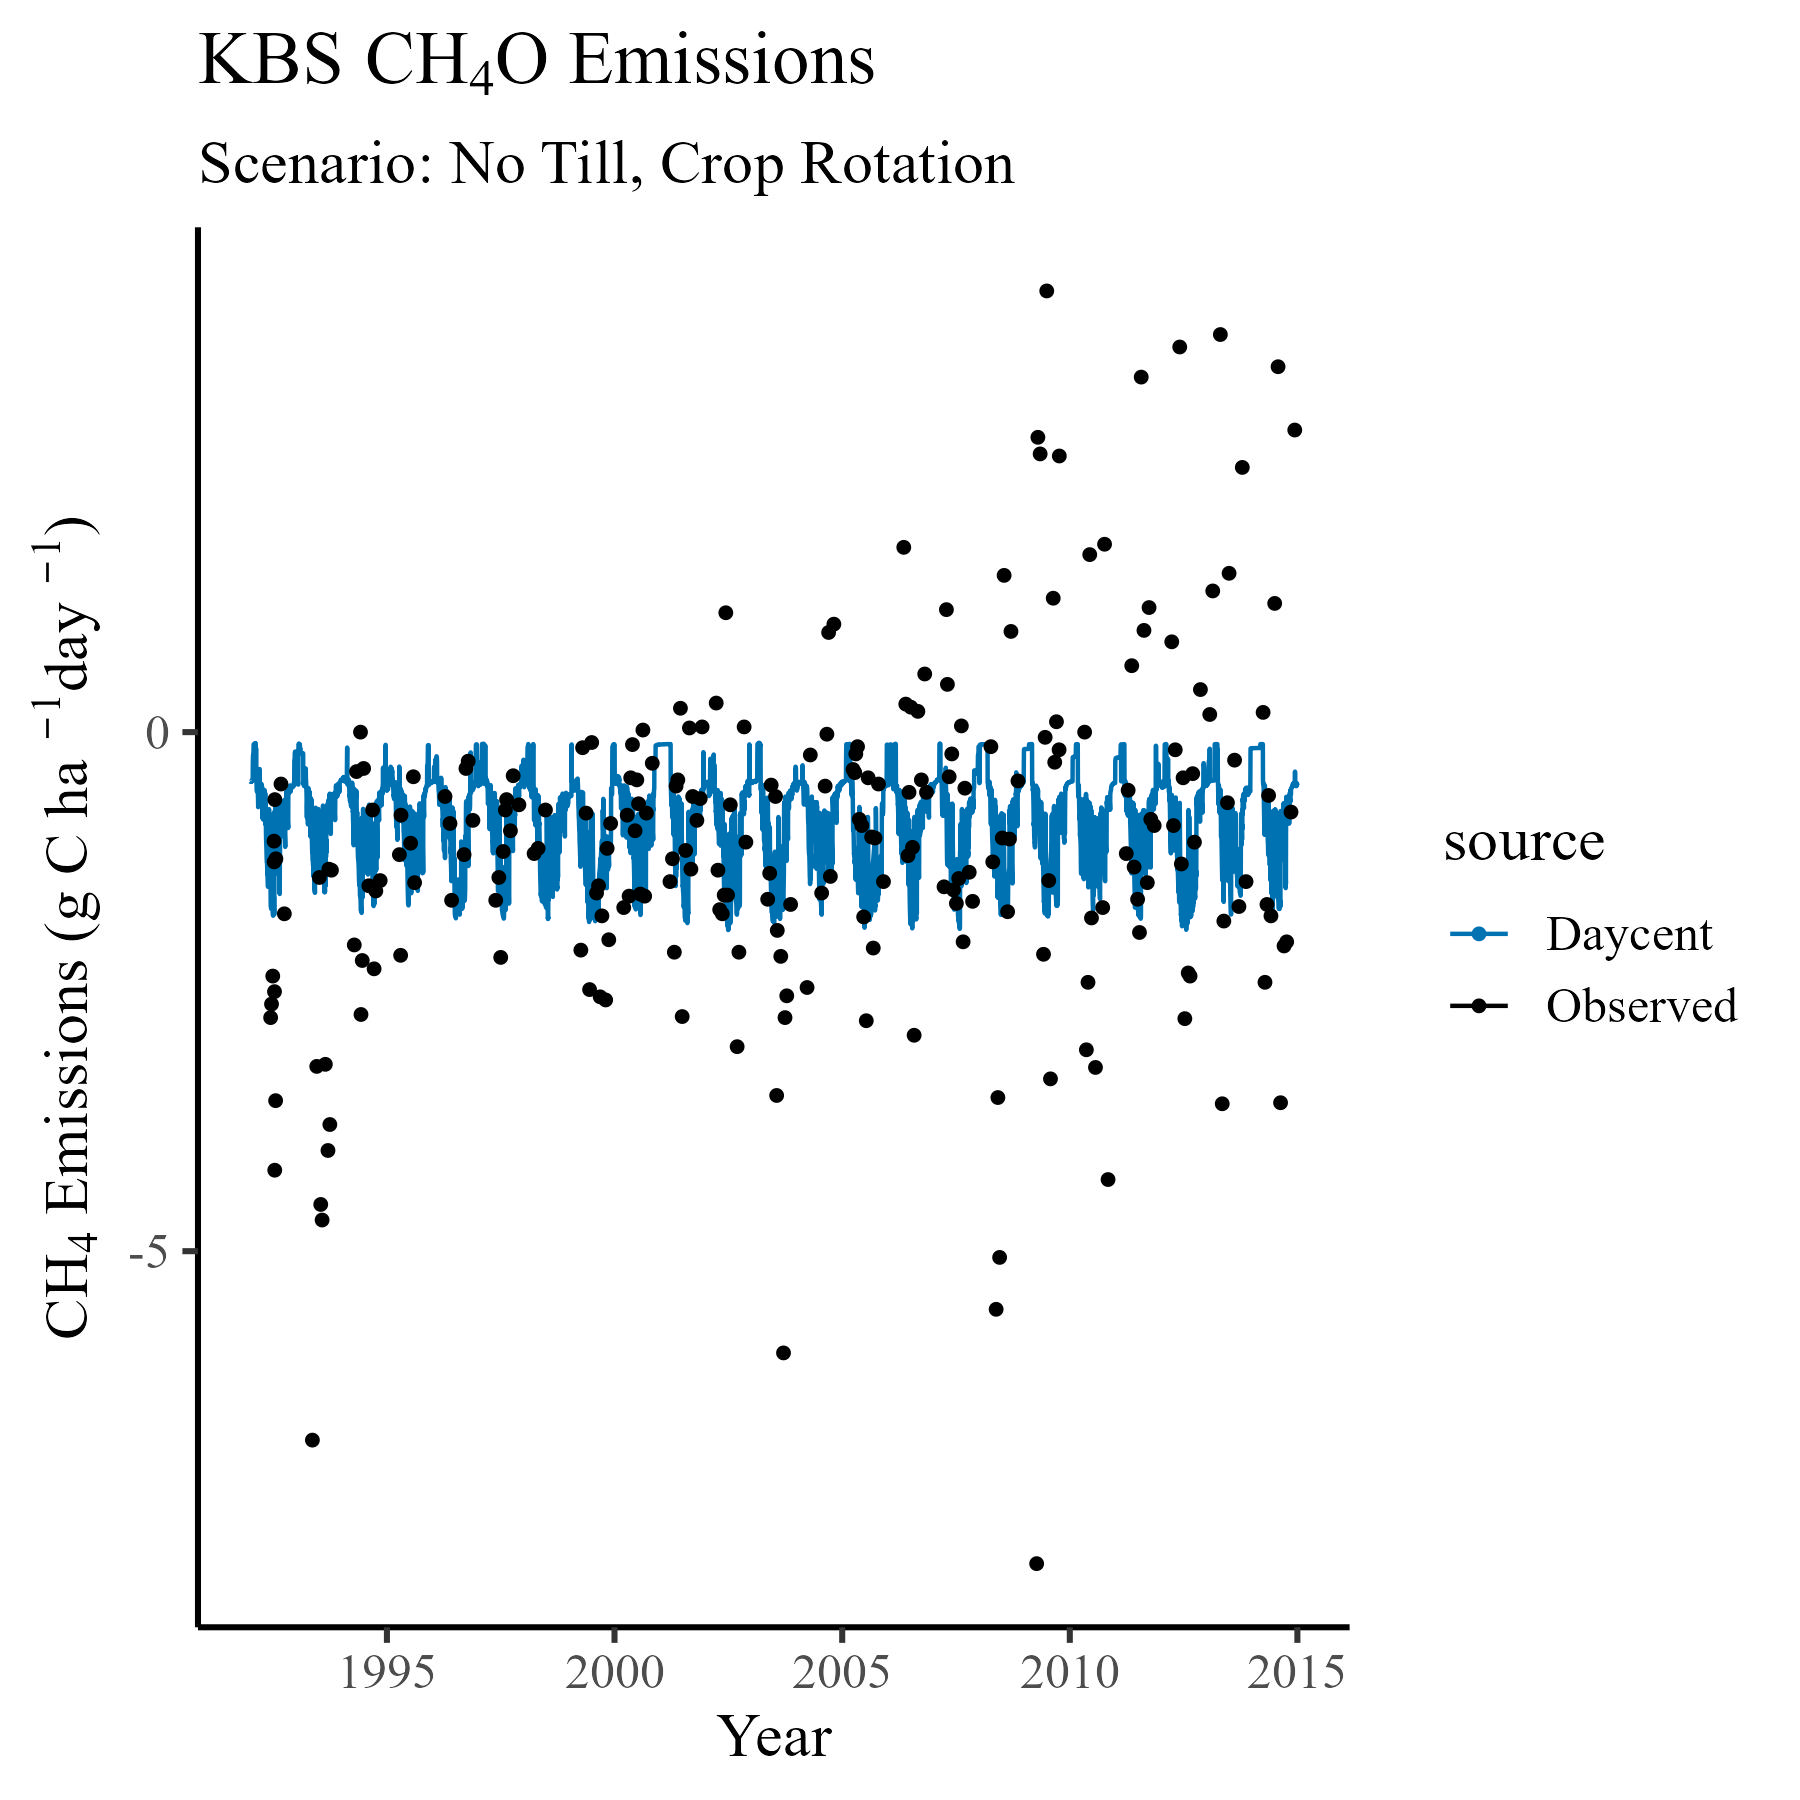 KBS CH₄O Emissions
Scenario: No Till, Crop Rotation
CH₄ Emissions (g C ha ⁻¹day ⁻¹)
0
-5
1995 2000 2005 2010 2015
Year
source
Daycent
Observed